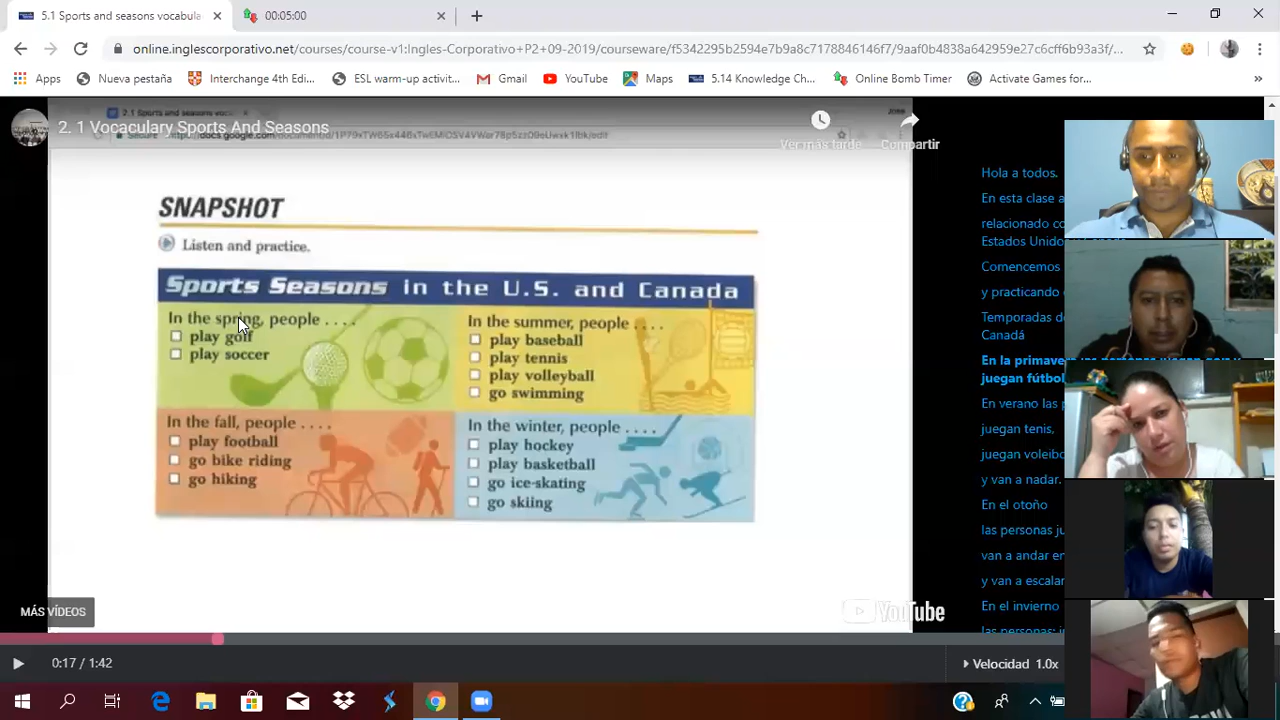 5.1 Sports and seasons vocabula
00:05:00
online.inglescorporativo.net/courses/course-v1:Ingles-Corporativo+P2+09-2019/courseware/f5342295b2594e7b9a8c7178846146f7/9aaf0b4838a642959e27c6cff6b93a3f/...
Apps
Nueva pestaña
Interchange 4th Edi...
ESL warm-up activit...
Gmail
YouTube
Maps
5.14 Knowledge Ch...
Online Bomb Timer
Activate Games for...
»
2. 1 Vocaculary Sports And Seasons
Ver más tarde
Compartir
SNAPSHOT
Listen and practice.
Sports Seasons in the U.S. and Canada
In the spring, people . . . .
play golf
play soccer
In the summer, people . . . .
play baseball
play tennis
play volleyball
go swimming
In the fall, people . . . .
play football
go bike riding
go hiking
In the winter, people . . . .
play hockey
play basketball
go ice-skating
go skiing
MÁS VÍDEOS
YouTube
Hola a todos.
En esta clase a
relacionado co
Estados Unido
Comencemos
y practicando
Temporadas d
Canadá
En la primave
juegan fútbol
En verano las p
juegan tenis,
juegan voleibo
y van a nadar.
En el otoño
las personas ju
van a andar en
y van a escalar
En el invierno
las personas:
0:17 / 1:42
Velocidad 1.0x